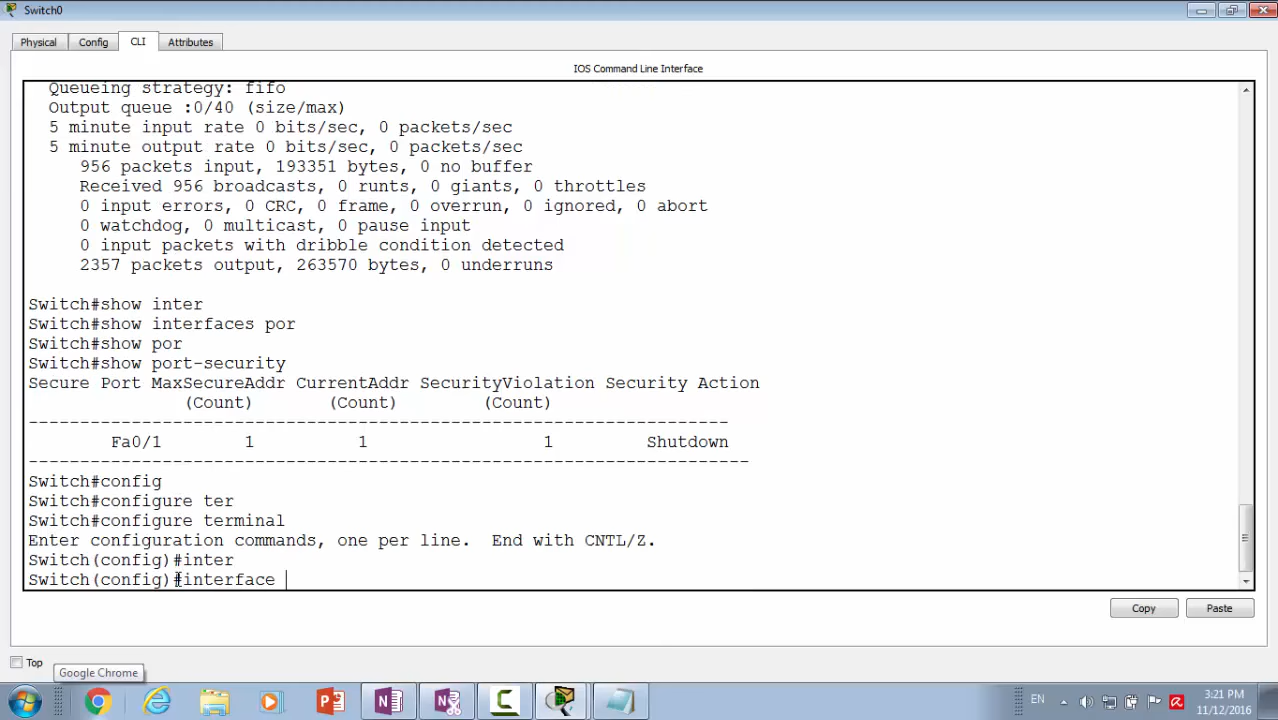 Switch0
Physical Config CLI Attributes
IOS Command Line Interface
Queueing strategy: fifo
Output queue :0/40 (size/max)
5 minute input rate 0 bits/sec, 0 packets/sec
5 minute output rate 0 bits/sec, 0 packets/sec
956 packets input, 193351 bytes, 0 no buffer
Received 956 broadcasts, 0 runts, 0 giants, 0 throttles
0 input errors, 0 CRC, 0 frame, 0 overrun, 0 ignored, 0 abort
0 watchdog, 0 multicast, 0 pause input
0 input packets with dribble condition detected
2357 packets output, 263570 bytes, 0 underruns
Switch#show inter
Switch#show interfaces por
Switch#show por
Switch#show port-security
Secure Port MaxSecureAddr CurrentAddr SecurityViolation Security Action
(Count) (Count) (Count)
--------------------------------------------------------------------
Fa0/1 1 1 1 Shutdown
----------------------------------------------------------------------
Switch#config
Switch#configure ter
Switch#configure terminal
Enter configuration commands, one per line. End with CNTL/Z.
Switch(config)#inter
Switch(config)#interface
Copy Paste
Top
Google Chrome
EN 3:21 PM
11/12/2016